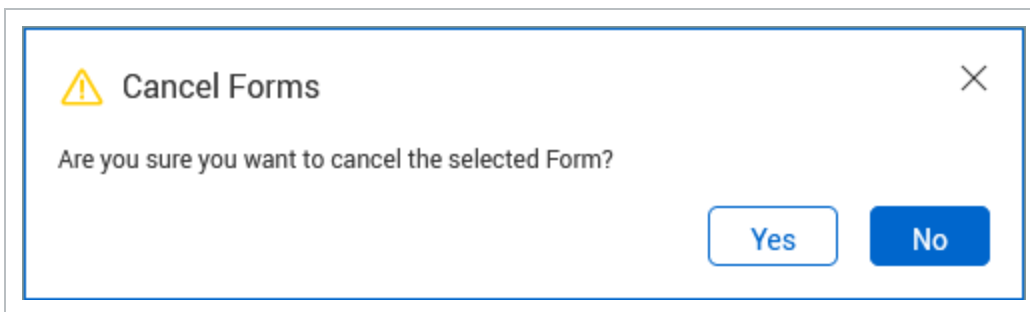 Cancel Forms
Are you sure you want to cancel the selected Form?
Yes No